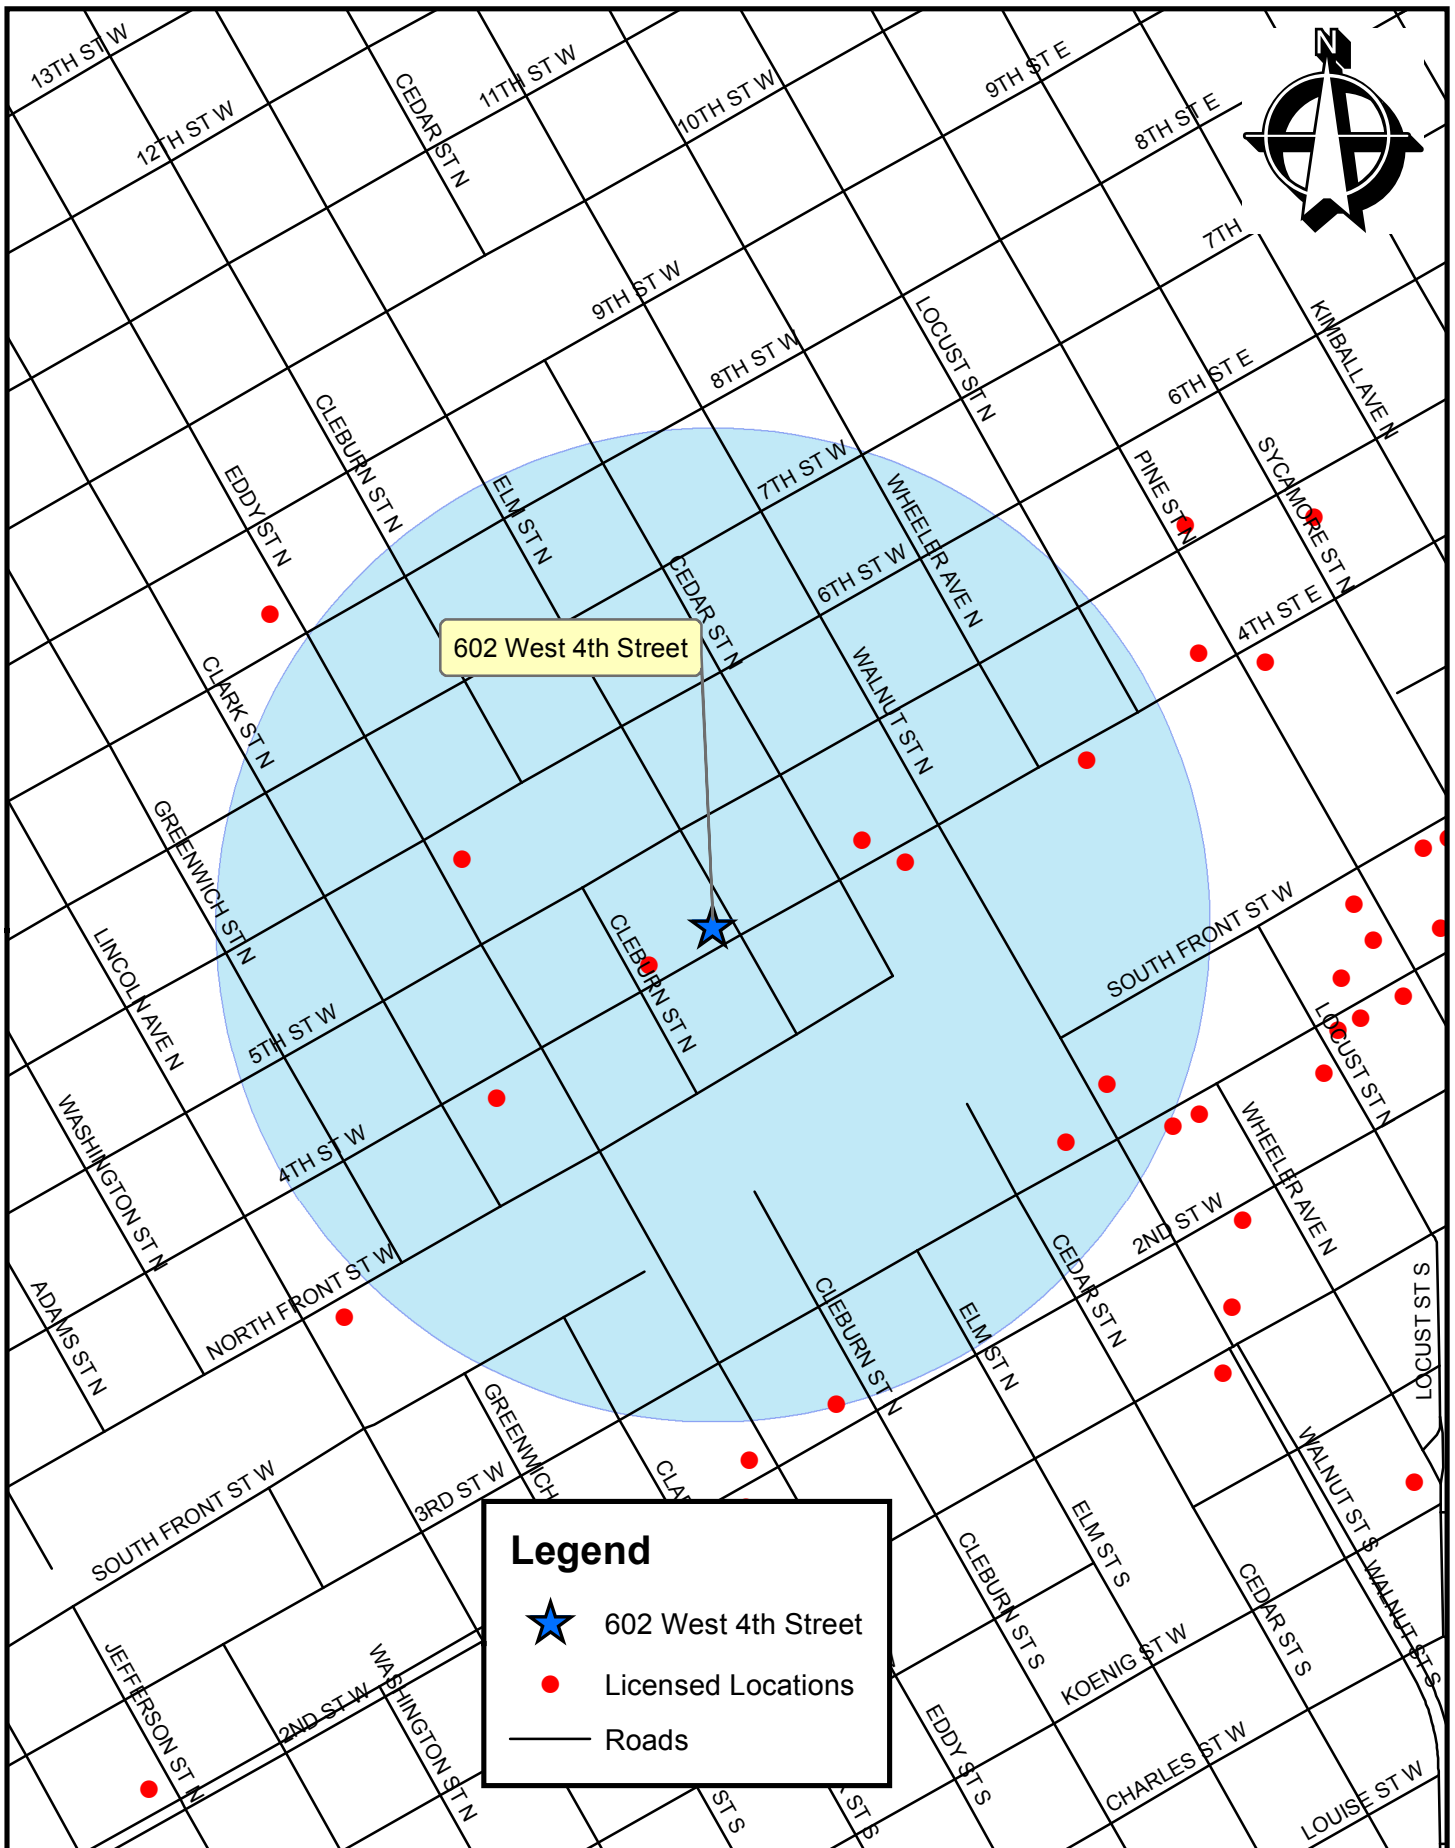 N
13TH ST W
12TH ST W
CEDAR ST N
11TH ST W
10TH ST W
9TH ST E
8TH ST E
7TH
9TH ST W
8TH ST W
LOCUST ST N
KIMBALL AVE N
6TH ST E
CLEBURN ST N
EDDY ST N
ELM ST N
7TH ST W
WHEELER AVE N
PINE ST N
SYCAMORE ST N
CEDAR ST N
6TH ST W
4TH ST E
602 West 4th Street
CLARK ST N
WALNUT ST N
GREENWICH ST N
LINCOLN AVE N
CLEBURN ST N
SOUTH FRONT ST W
5TH ST W
LOCUST ST N
WASHINGTON ST N
4TH ST W
WHEELER AVE N
2ND ST W
NORTH FRONT ST W
ADAMS ST N
CLEBURN ST N
ELM ST N
CEDAR ST N
LOCUST ST S
GREENWICH
3RD ST W
SOUTH FRONT ST W
WALNUT ST S
Legend
602 West 4th Street
Licensed Locations
Roads
CLEBURN ST S
ELM ST S
CEDAR ST S
WALNUT ST S
KOENIG ST W
JEFFERSON ST N
2ND ST W
WASHINGTON ST N
EDDY ST S
CHARLES ST W
LOUISE ST W
ST S
ST S